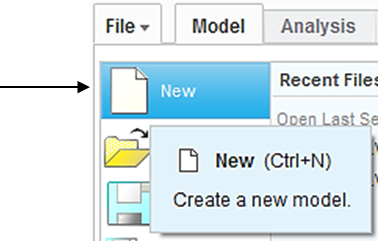 File Model Analysis
New Recent Files
Open Last Se
New (Ctrl+N)
Create a new model.